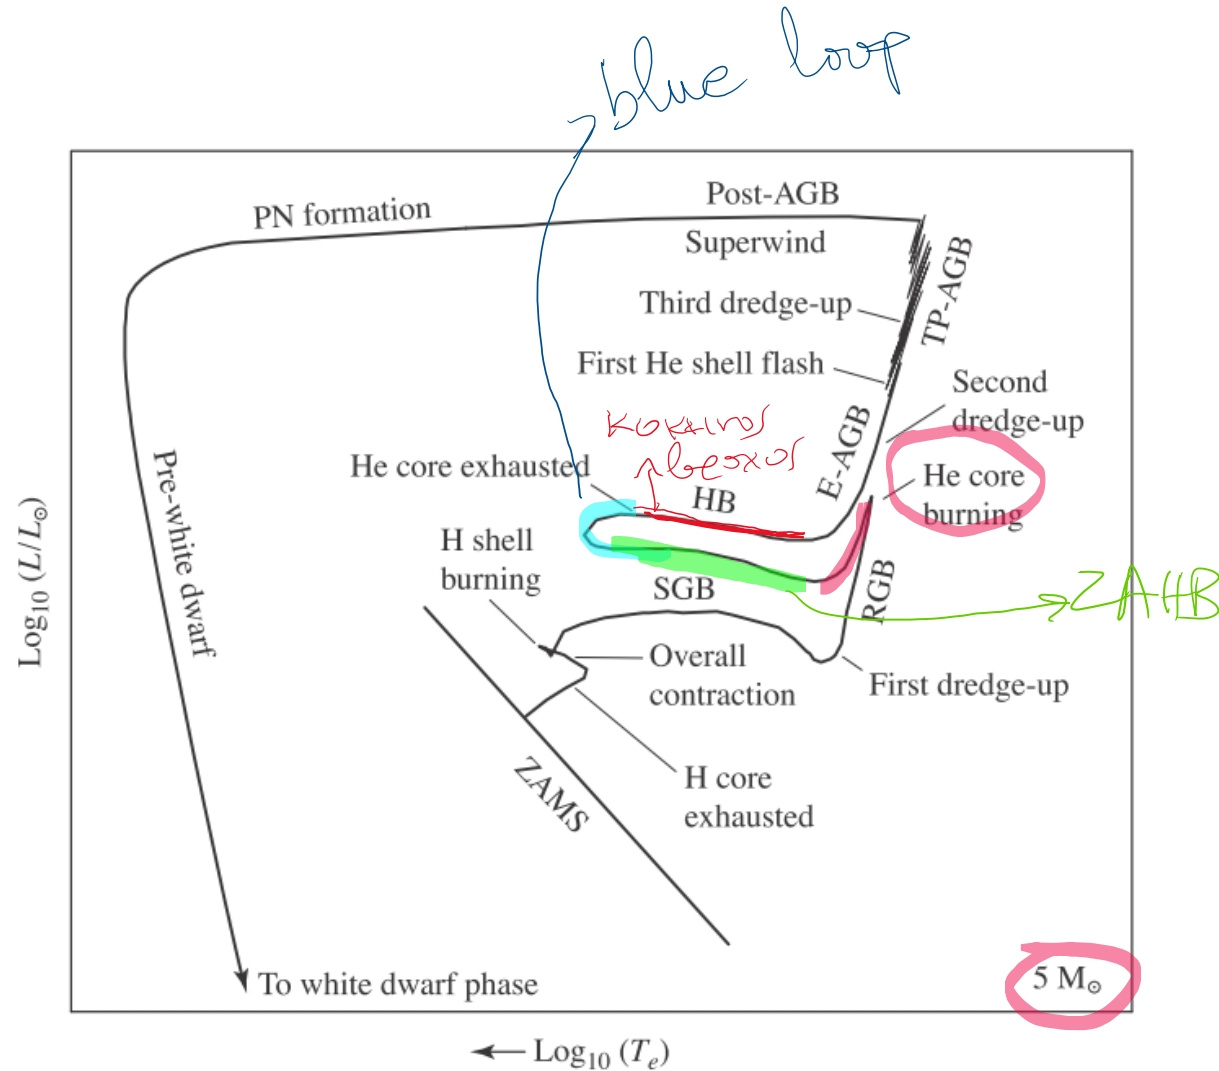 blue loop
Post-AGB
PN formation
Superwind
TP-AGB
Third dredge-up
First He shell flash
Second
dredge-up
E-AGB
κοκκινος
βροχος
He core exhausted
HB
He core
burning
H shell
burning
SGB
RGB
ZAHB
Pre-white dwarf
Overall
contraction
First dredge-up
ZAMS
H core
exhausted
To white dwarf phase
5 M⊙
Log₁₀ (L/L⊙)
← Log₁₀ (Tₑ)